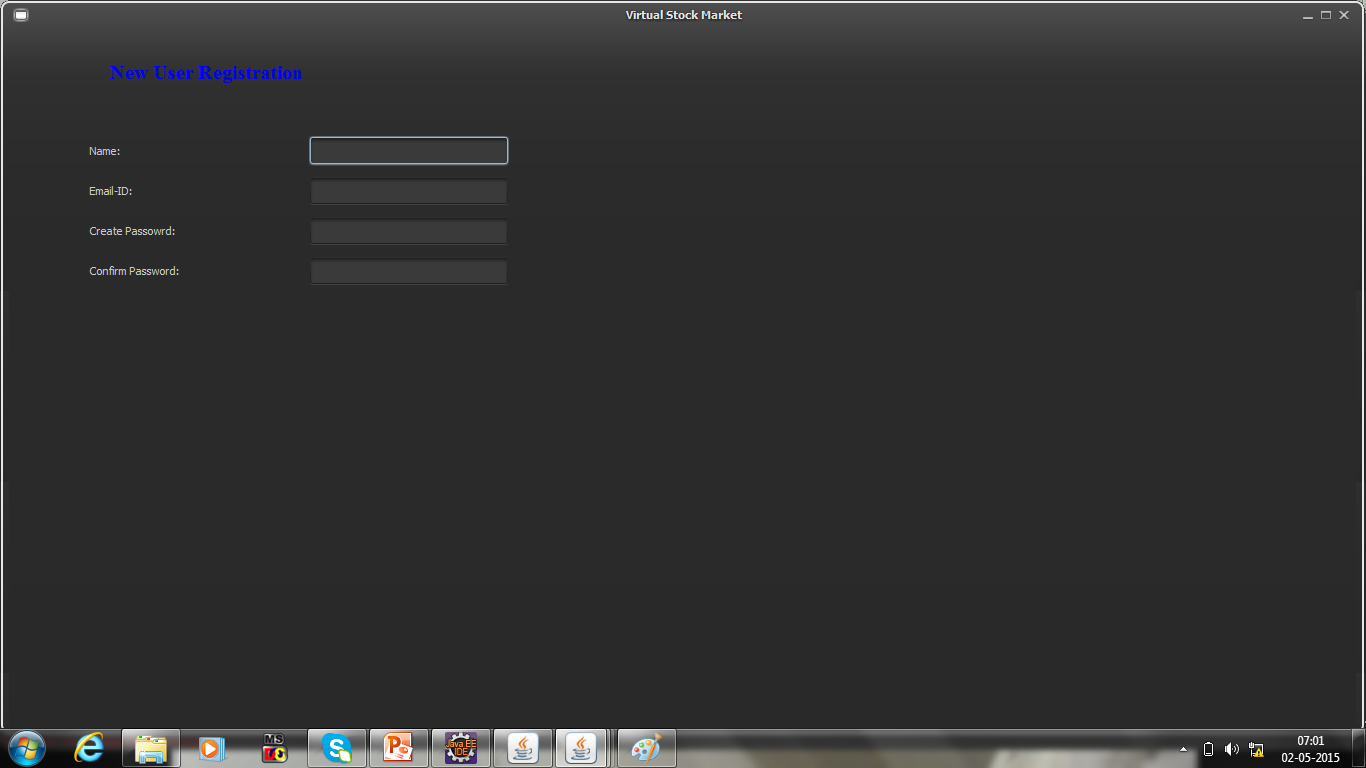 Virtual Stock Market
New User Registration
Name:
Email-ID:
Create Passowrd:
Confirm Password:
MS
Java EE
IDE
07:01
02-05-2015